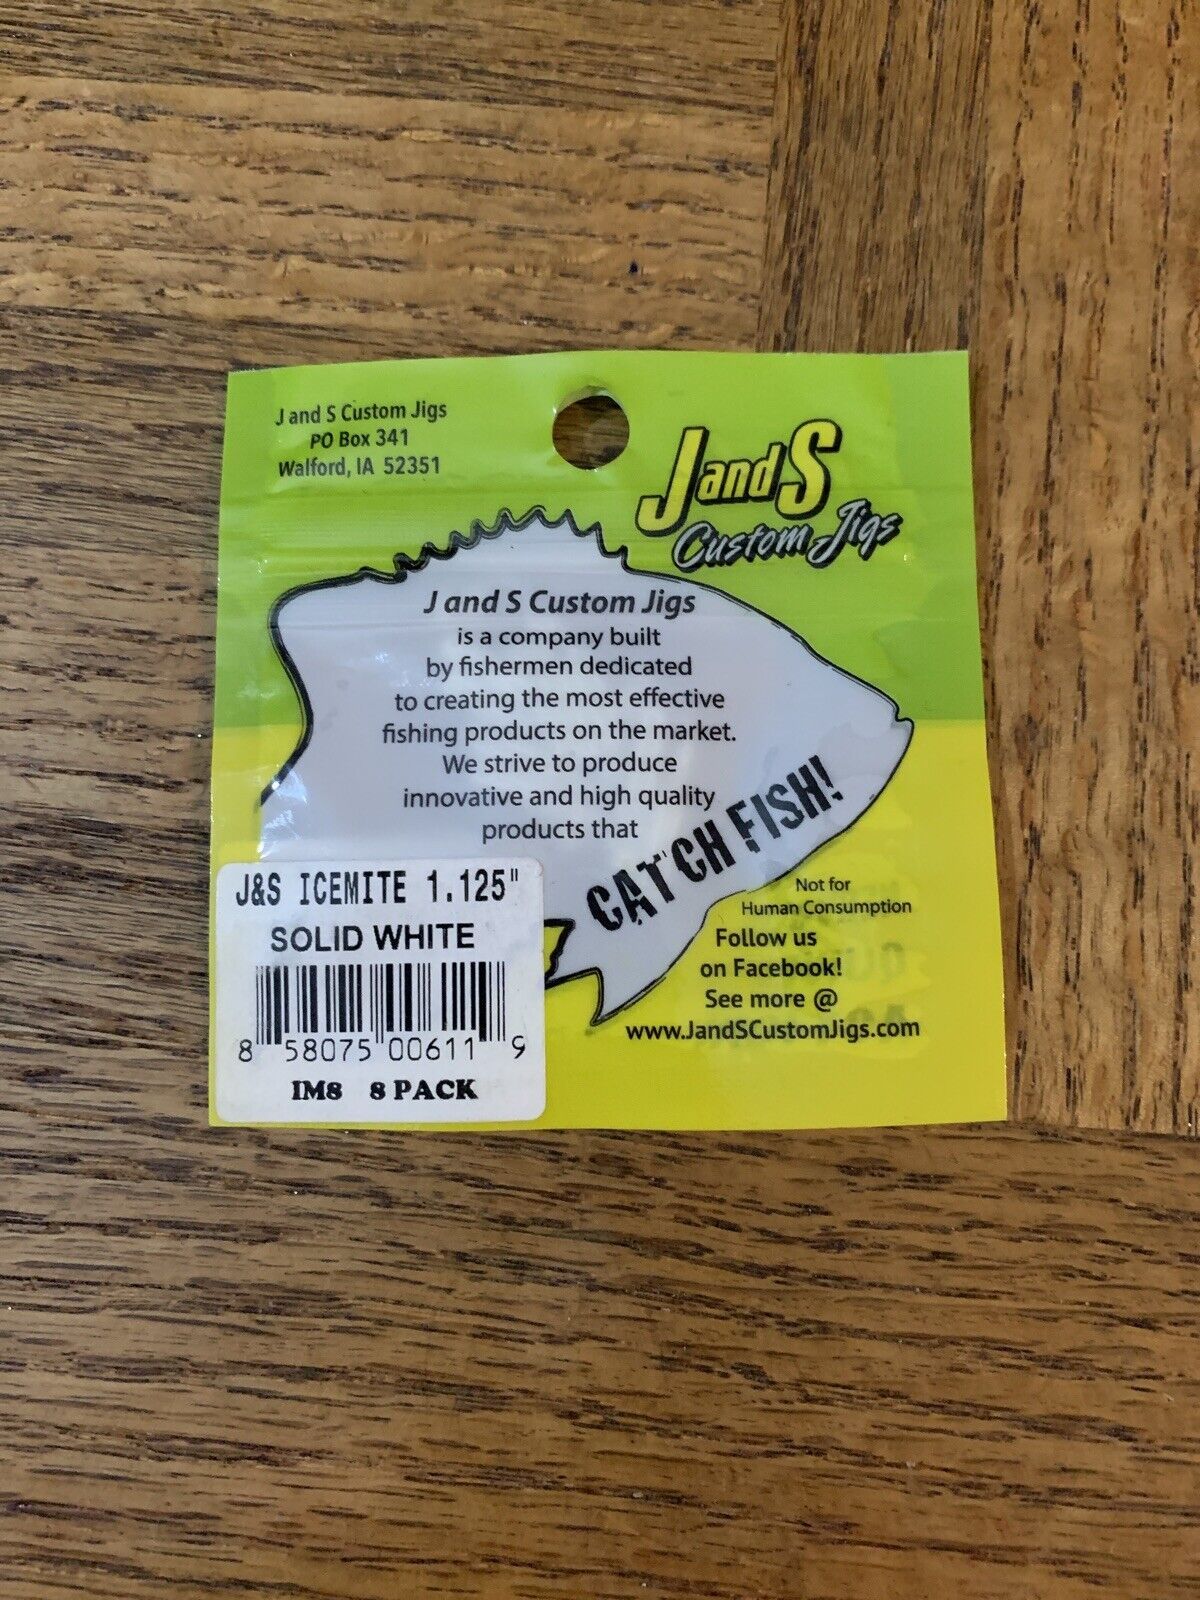 J and S Custom Jigs
PO Box 341
Walford, IA 52351
J and S
Custom Jigs
J and S Custom Jigs
is a company built
by fishermen dedicated
to creating the most effective
fishing products on the market.
We strive to produce
innovative and high quality
products that
CATCH FISH!
Not for
Human Consumption
Follow us
on Facebook!
See more @
www.JandSCustomJigs.com
J&S ICEMITE 1.125"
SOLID WHITE
8 58075 00611 9
IM8 8 PACK